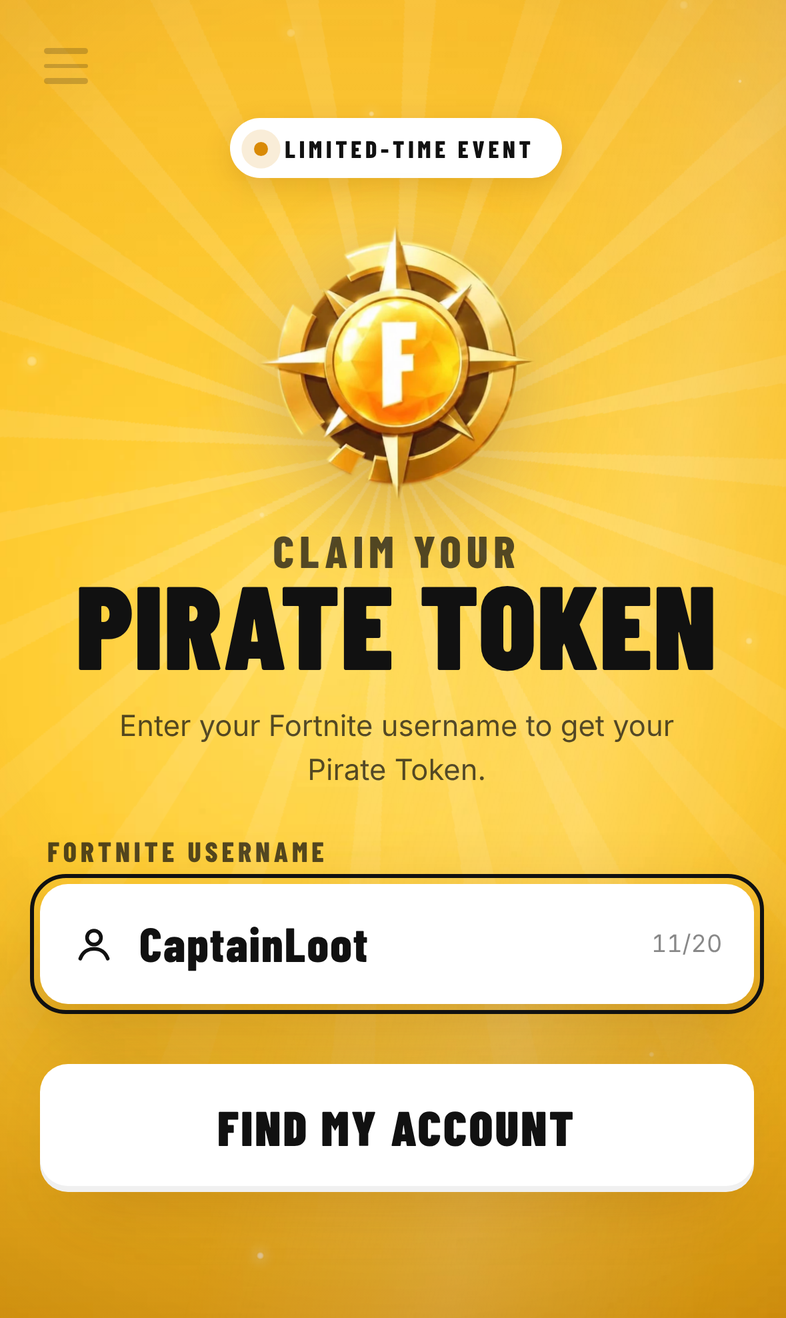 LIMITED-TIME EVENT
F
CLAIM YOUR
PIRATE TOKEN
Enter your Fortnite username to get your
Pirate Token.
FORTNITE USERNAME
CaptainLoot 11/20
FIND MY ACCOUNT